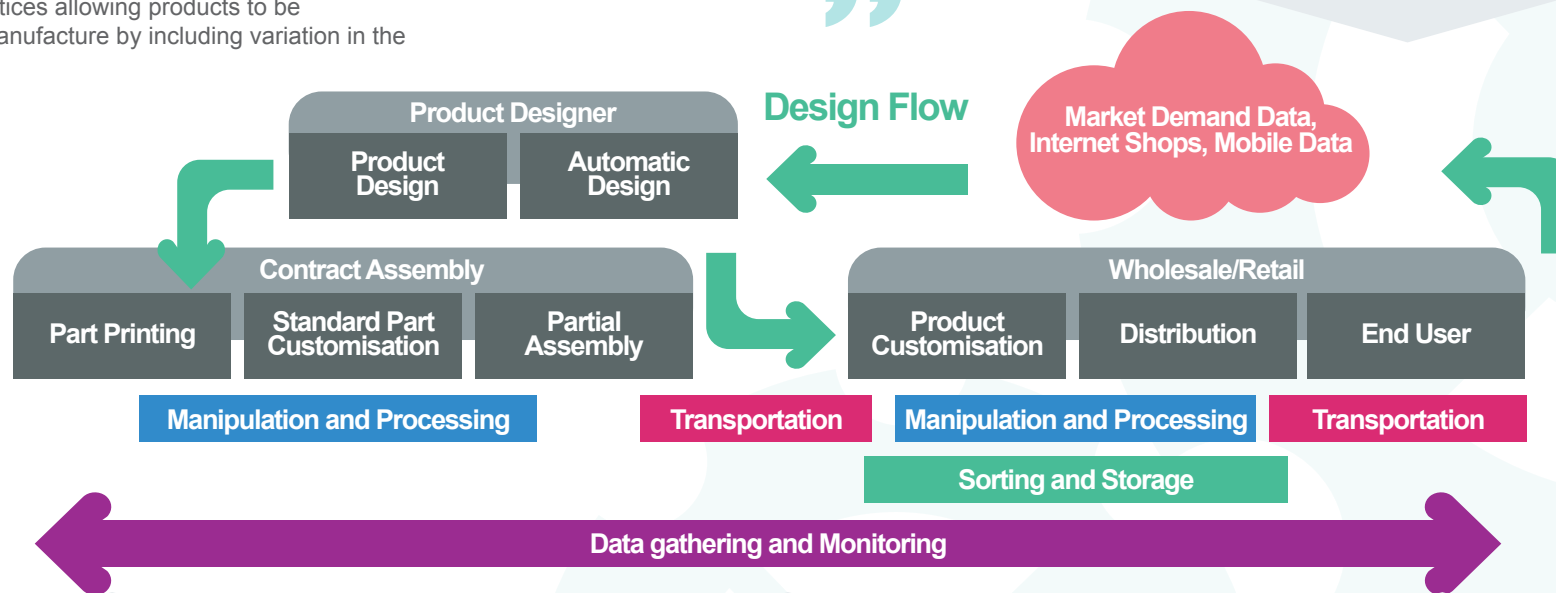 tices allowing products to be
anufacture by including variation in the
”
Product Designer
Product
Design
Automatic
Design
Design Flow
Market Demand Data,
Internet Shops, Mobile Data
Contract Assembly
Part Printing
Standard Part
Customisation
Partial
Assembly
Wholesale/Retail
Product
Customisation
Distribution
End User
Manipulation and Processing
Transportation
Manipulation and Processing
Transportation
Sorting and Storage
Data gathering and Monitoring